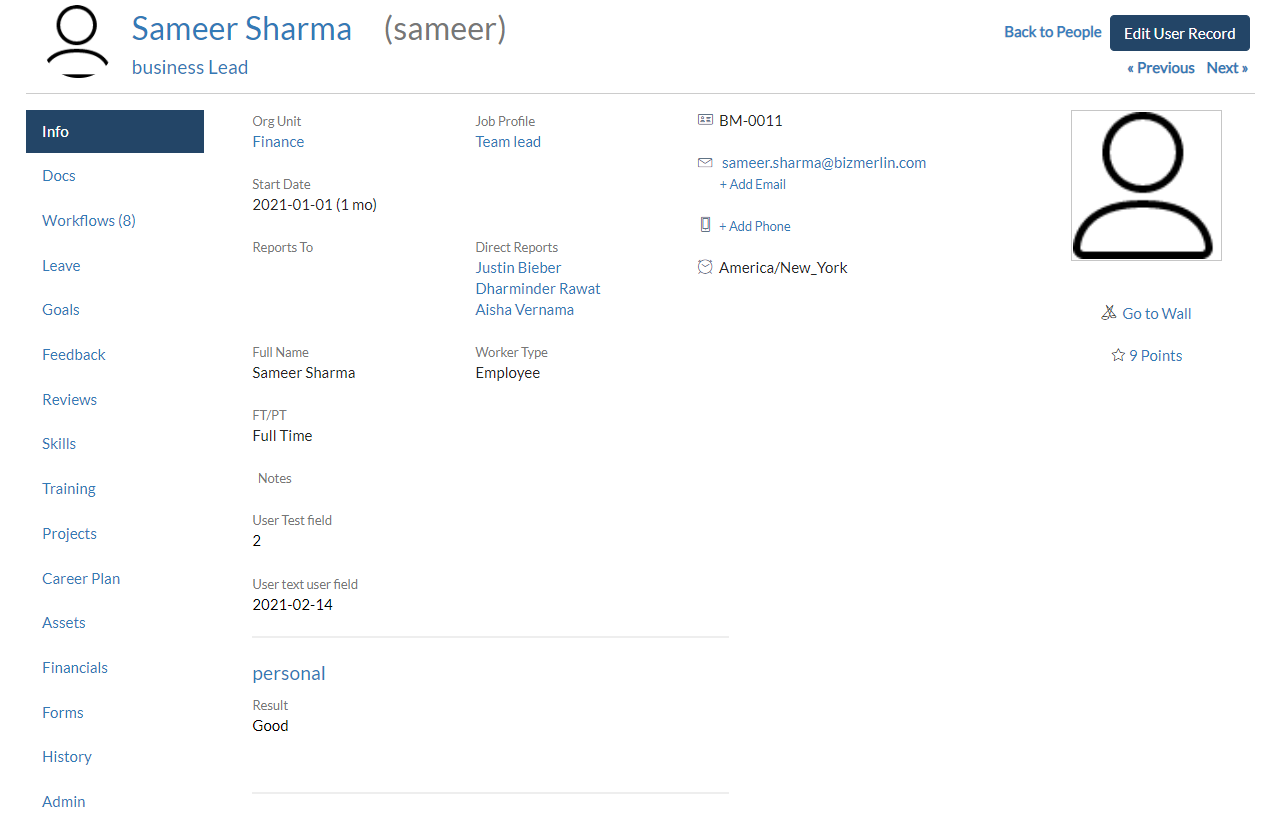 Sameer Sharma (sameer)
business Lead
Back to People Edit User Record
« Previous Next »
Info
Docs
Workflows (8)
Leave
Goals
Feedback
Reviews
Skills
Training
Projects
Career Plan
Assets
Financials
Forms
History
Admin
Org Unit
Finance
Job Profile
Team lead
Start Date
2021-01-01 (1 mo)
Reports To
Direct Reports
Justin Bieber
Dharminder Rawat
Aisha Vernama
Full Name
Sameer Sharma
Worker Type
Employee
FT/PT
Full Time
Notes
User Test field
2
User text user field
2021-02-14
personal
Result
Good
BM-0011
sameer.sharma@bizmerlin.com
+ Add Email
+ Add Phone
America/New_York
Go to Wall
9 Points